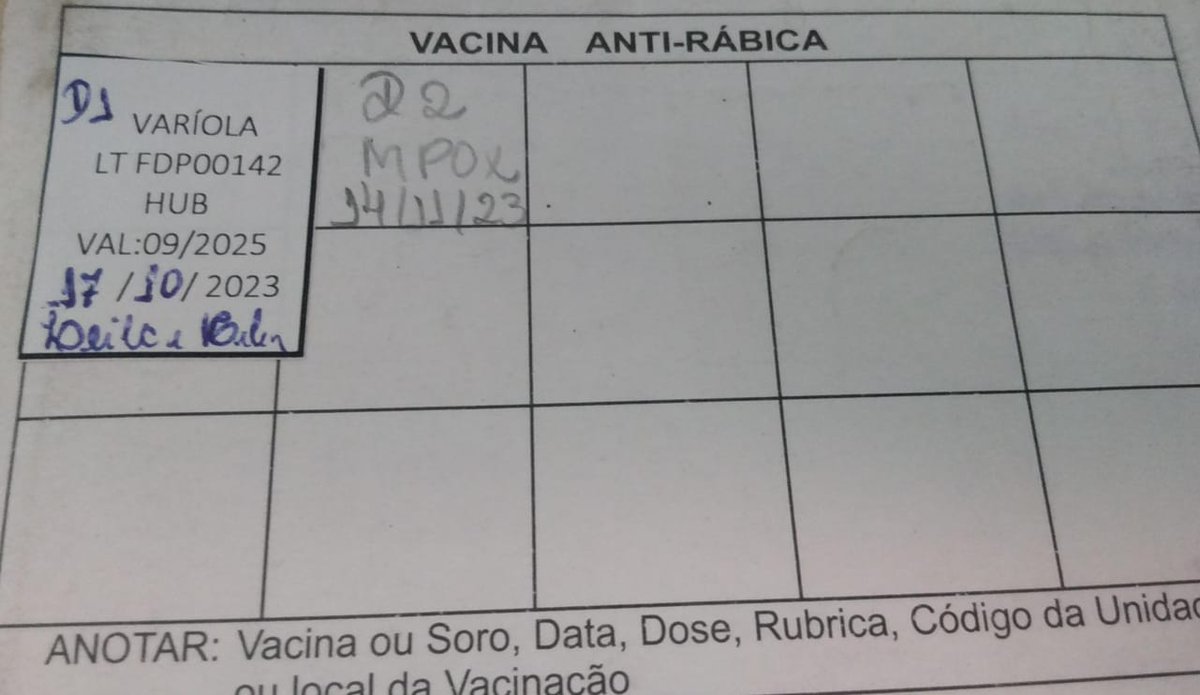 VACINA ANTI-RÁBICA
D1
VARÍOLA
LT FDP00142
HUB
VAL:09/2025
17/10/2023
D2
MPOX
14/11/23
ANOTAR: Vacina ou Soro, Data, Dose, Rubrica, Código da Unidad
ou local da Vacinação